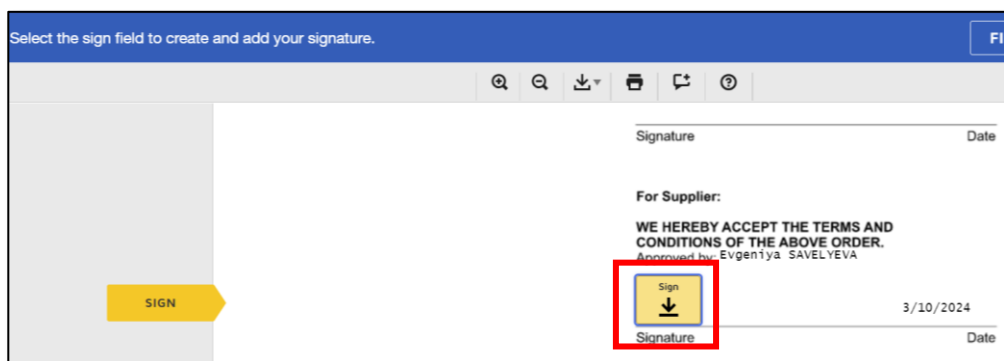 Select the sign field to create and add your signature.
FI
Signature Date
For Supplier:
WE HEREBY ACCEPT THE TERMS AND
CONDITIONS OF THE ABOVE ORDER.
Approved by: Evgeniya SAVELYEVA
SIGN
Sign
3/10/2024
Signature Date